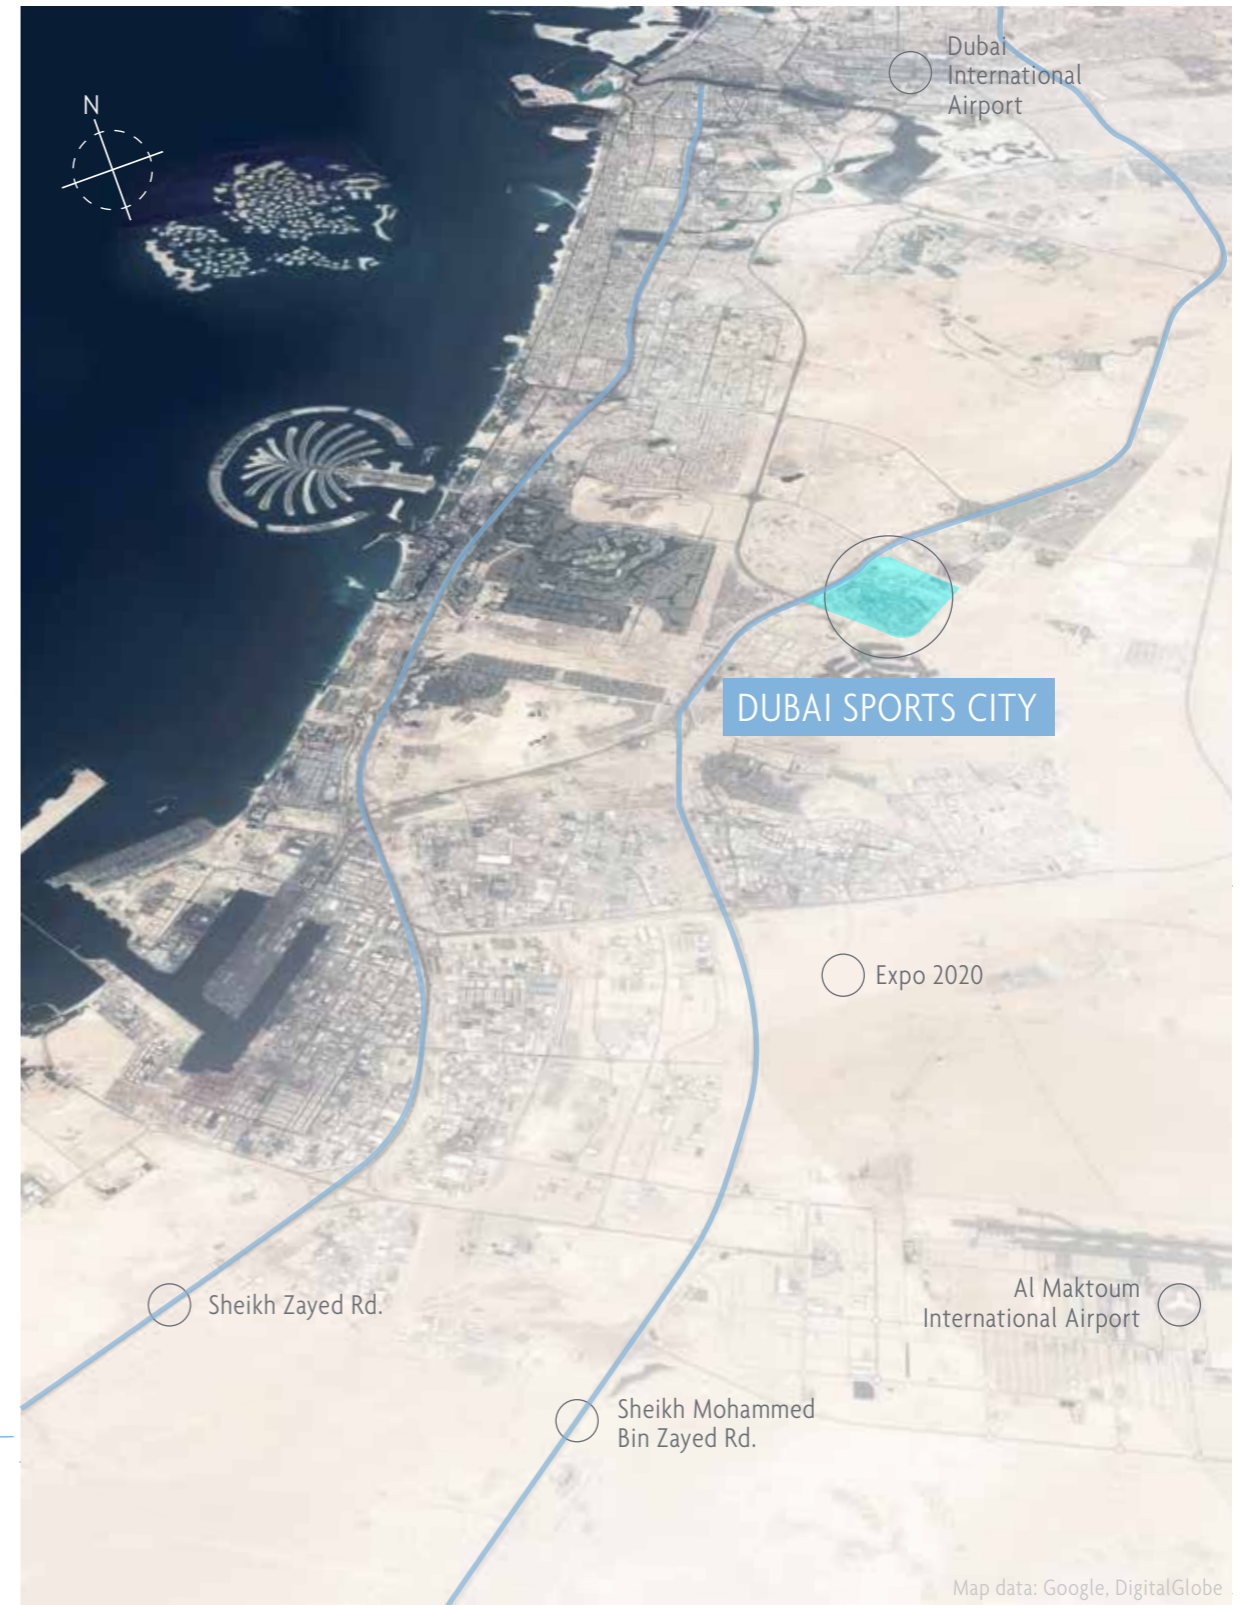 Dubai
International
Airport
N
DUBAI SPORTS CITY
Expo 2020
Al Maktoum
International Airport
Sheikh Zayed Rd.
Sheikh Mohammed
Bin Zayed Rd.
Map data: Google, DigitalGlobe